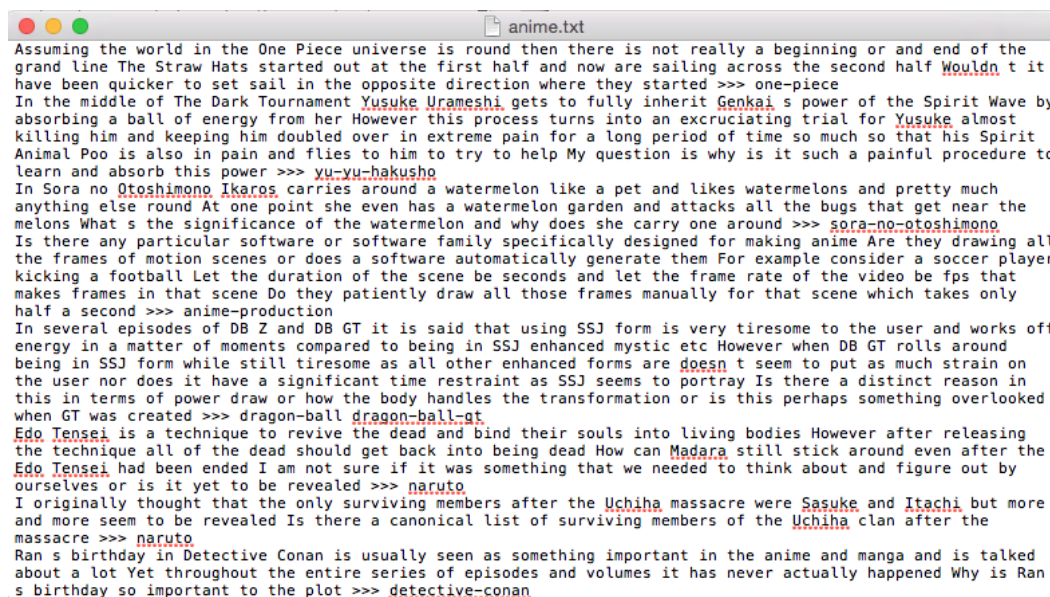 anime.txt
Assuming the world in the One Piece universe is round then there is not really a beginning or and end of the
grand line The Straw Hats started out at the first half and now are sailing across the second half Wouldn t it
have been quicker to set sail in the opposite direction where they started >>> one-piece
In the middle of The Dark Tournament Yusuke Urameshi gets to fully inherit Genkai s power of the Spirit Wave by
absorbing a ball of energy from her However this process turns into an excruciating trial for Yusuke almost
killing him and keeping him doubled over in extreme pain for a long period of time so much so that his Spirit
Animal Poo is also in pain and flies to him to try to help My question is why is it such a painful procedure to
learn and absorb this power >>> yu-yu-hakusho
In Sora no Otoshimono Ikaros carries around a watermelon like a pet and likes watermelons and pretty much
anything else round At one point she even has a watermelon garden and attacks all the bugs that get near the
melons What s the significance of the watermelon and why does she carry one around >>> sora-no-otoshimono
Is there any particular software or software family specifically designed for making anime Are they drawing all
the frames of motion scenes or does a software automatically generate them For example consider a soccer player
kicking a football Let the duration of the scene be seconds and let the frame rate of the video be fps that
makes frames in that scene Do they patiently draw all those frames manually for that scene which takes only
half a second >>> anime-production
In several episodes of DB Z and DB GT it is said that using SSJ form is very tiresome to the user and works off
energy in a matter of moments compared to being in SSJ enhanced mystic etc However when DB GT rolls around
being in SSJ form while still tiresome as all other enhanced forms are doesn t seem to put as much strain on
the user nor does it have a significant time restraint as SSJ seems to portray Is there a distinct reason in
this in terms of power draw or how the body handles the transformation or is this perhaps something overlooked
when GT was created >>> dragon-ball dragon-ball-gt
Edo Tensei is a technique to revive the dead and bind their souls into living bodies However after releasing
the technique all of the dead should get back into being dead How can Madara still stick around even after the
Edo Tensei had been ended I am not sure if it was something that we needed to think about and figure out by
ourselves or is it yet to be revealed >>> naruto
I originally thought that the only surviving members after the Uchiha massacre were Sasuke and Itachi but more
and more seem to be revealed Is there a canonical list of surviving members of the Uchiha clan after the
massacre >>> naruto
Ran s birthday in Detective Conan is usually seen as something important in the anime and manga and is talked
about a lot Yet throughout the entire series of episodes and volumes it has never actually happened Why is Ran
s birthday so important to the plot >>> detective-conan